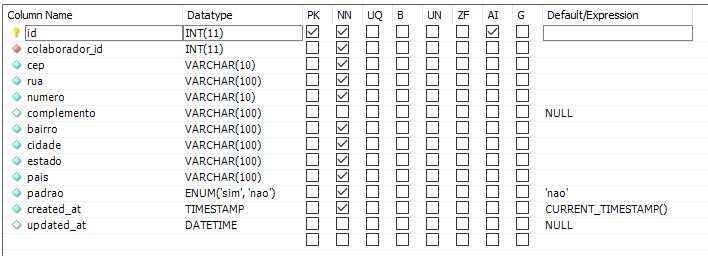 Column Name Datatype PK NN UQ B UN ZF AI G Default/Expression
id INT(11)
colaborador_id INT(11)
cep VARCHAR(10)
rua VARCHAR(100)
numero VARCHAR(10)
complemento VARCHAR(100) NULL
bairro VARCHAR(100)
cidade VARCHAR(100)
estado VARCHAR(100)
pais VARCHAR(100)
padrao ENUM('sim', 'nao') 'nao'
created_at TIMESTAMP CURRENT_TIMESTAMP()
updated_at DATETIME NULL